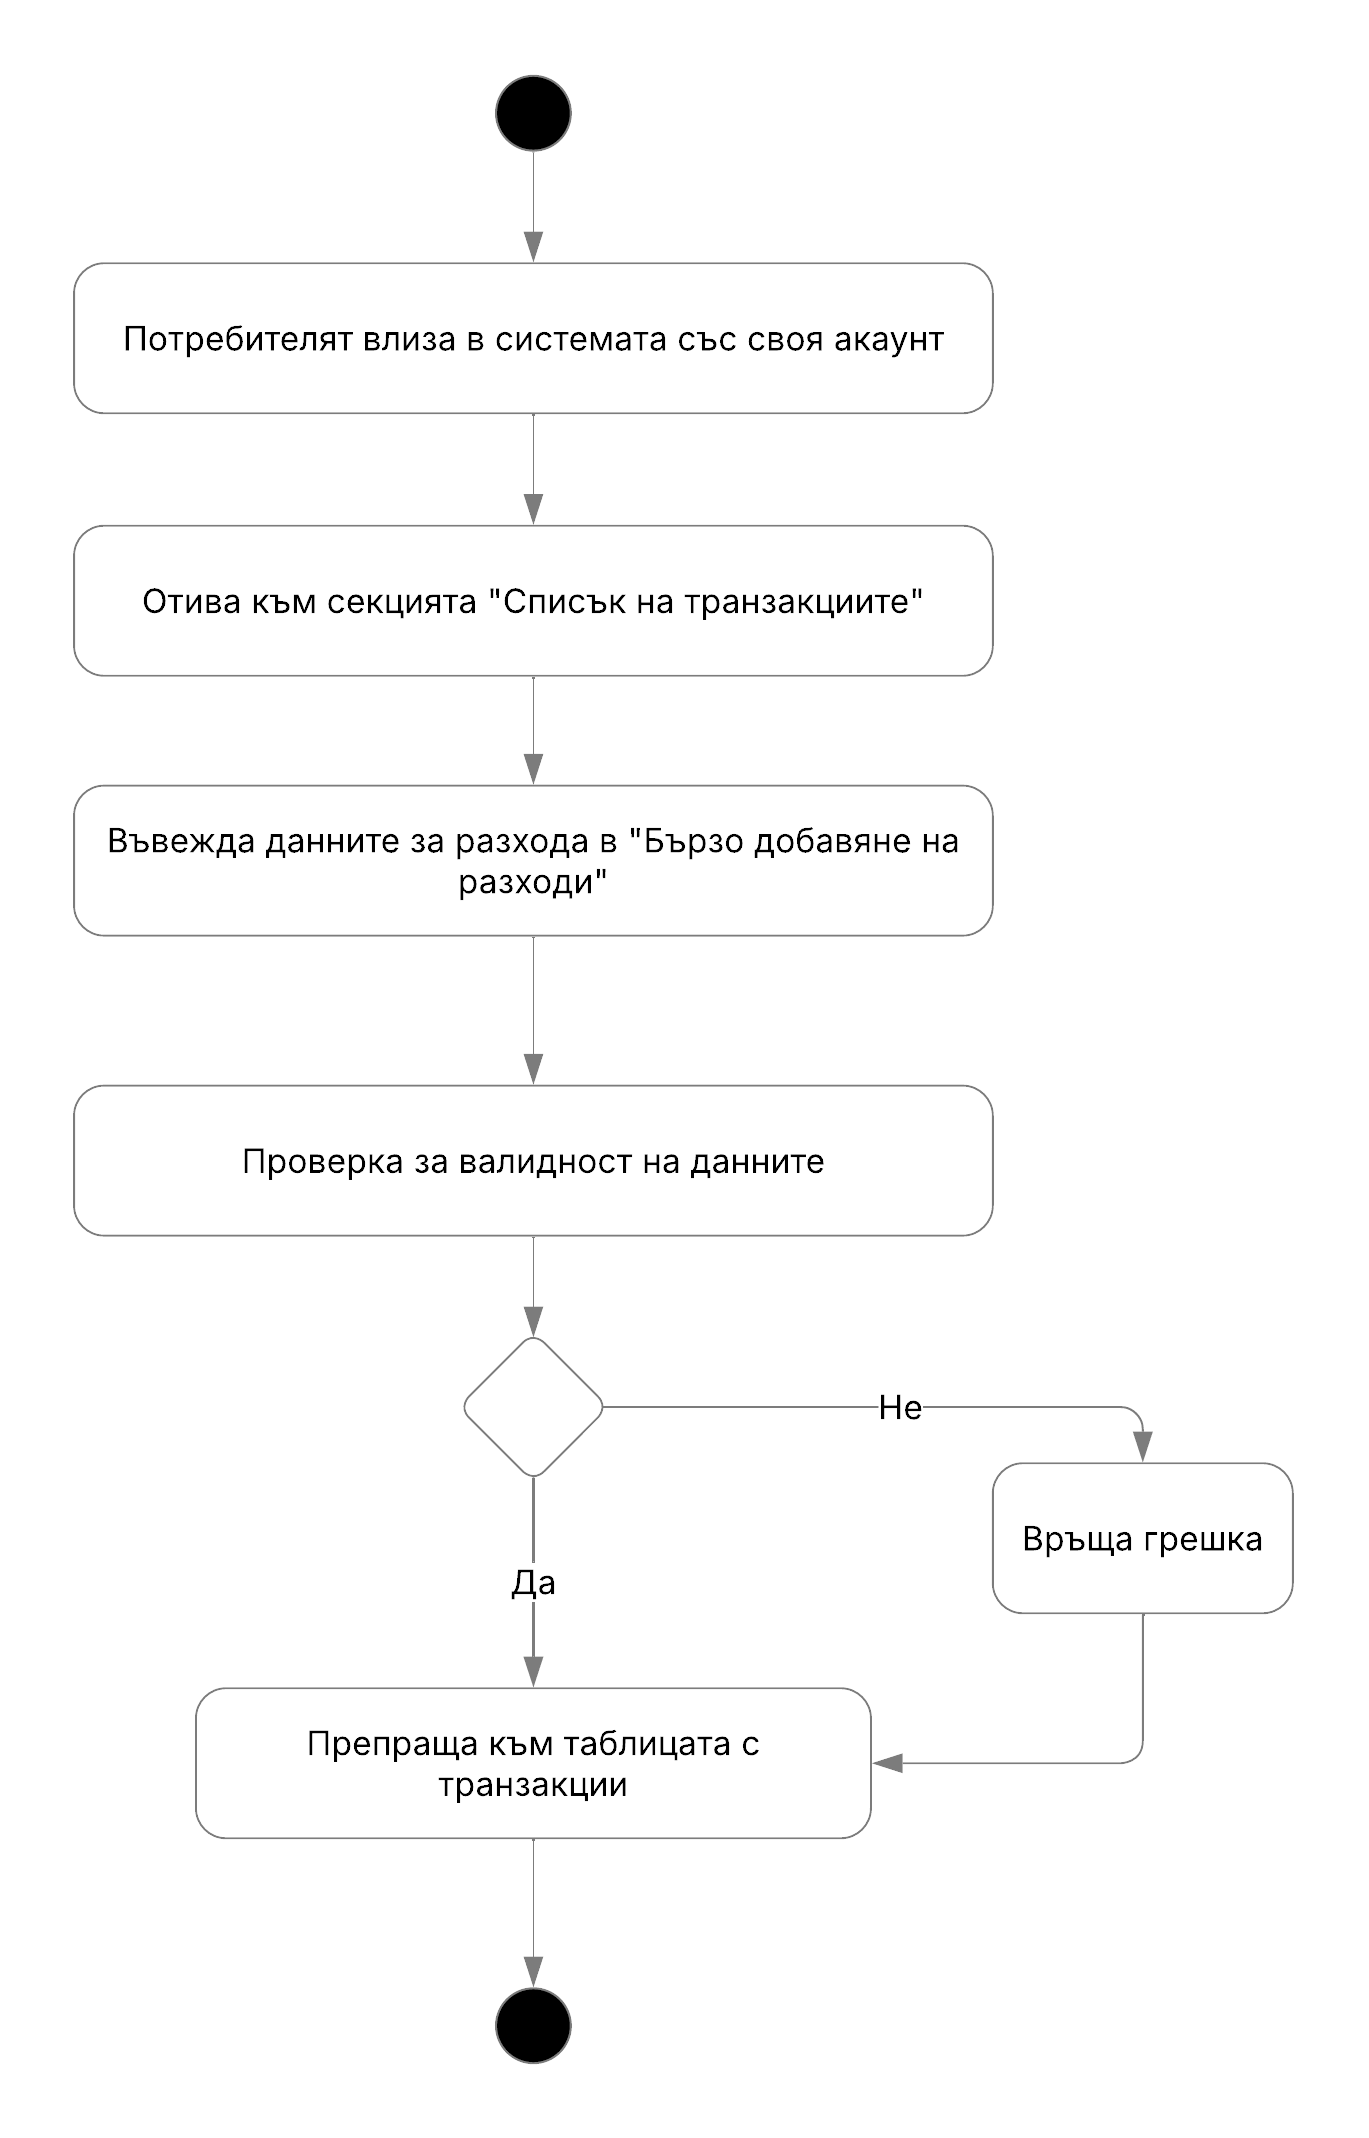 Потребителят влиза в системата със своя акаунт
Отива към секцията "Списък на транзакциите"
Въвежда данните за разхода в "Бързо добавяне на
разходи"
Проверка за валидност на данните
Не
Връща грешка
Да
Препраща към таблицата с
транзакции